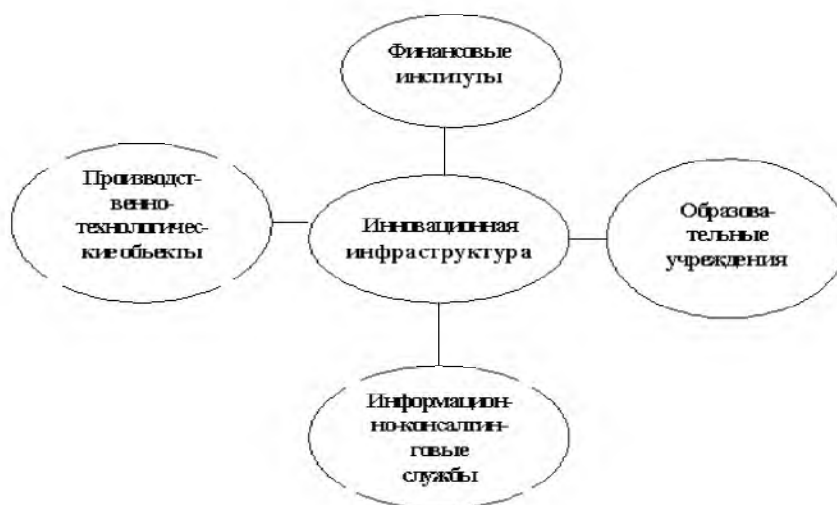 Финансовые
институты
Производст-
венно-
технологичес-
кие объекты
Инновационная
инфраструктура
Образова-
тельные
учреждения
Информацион-
но-консалтин-
говые
службы